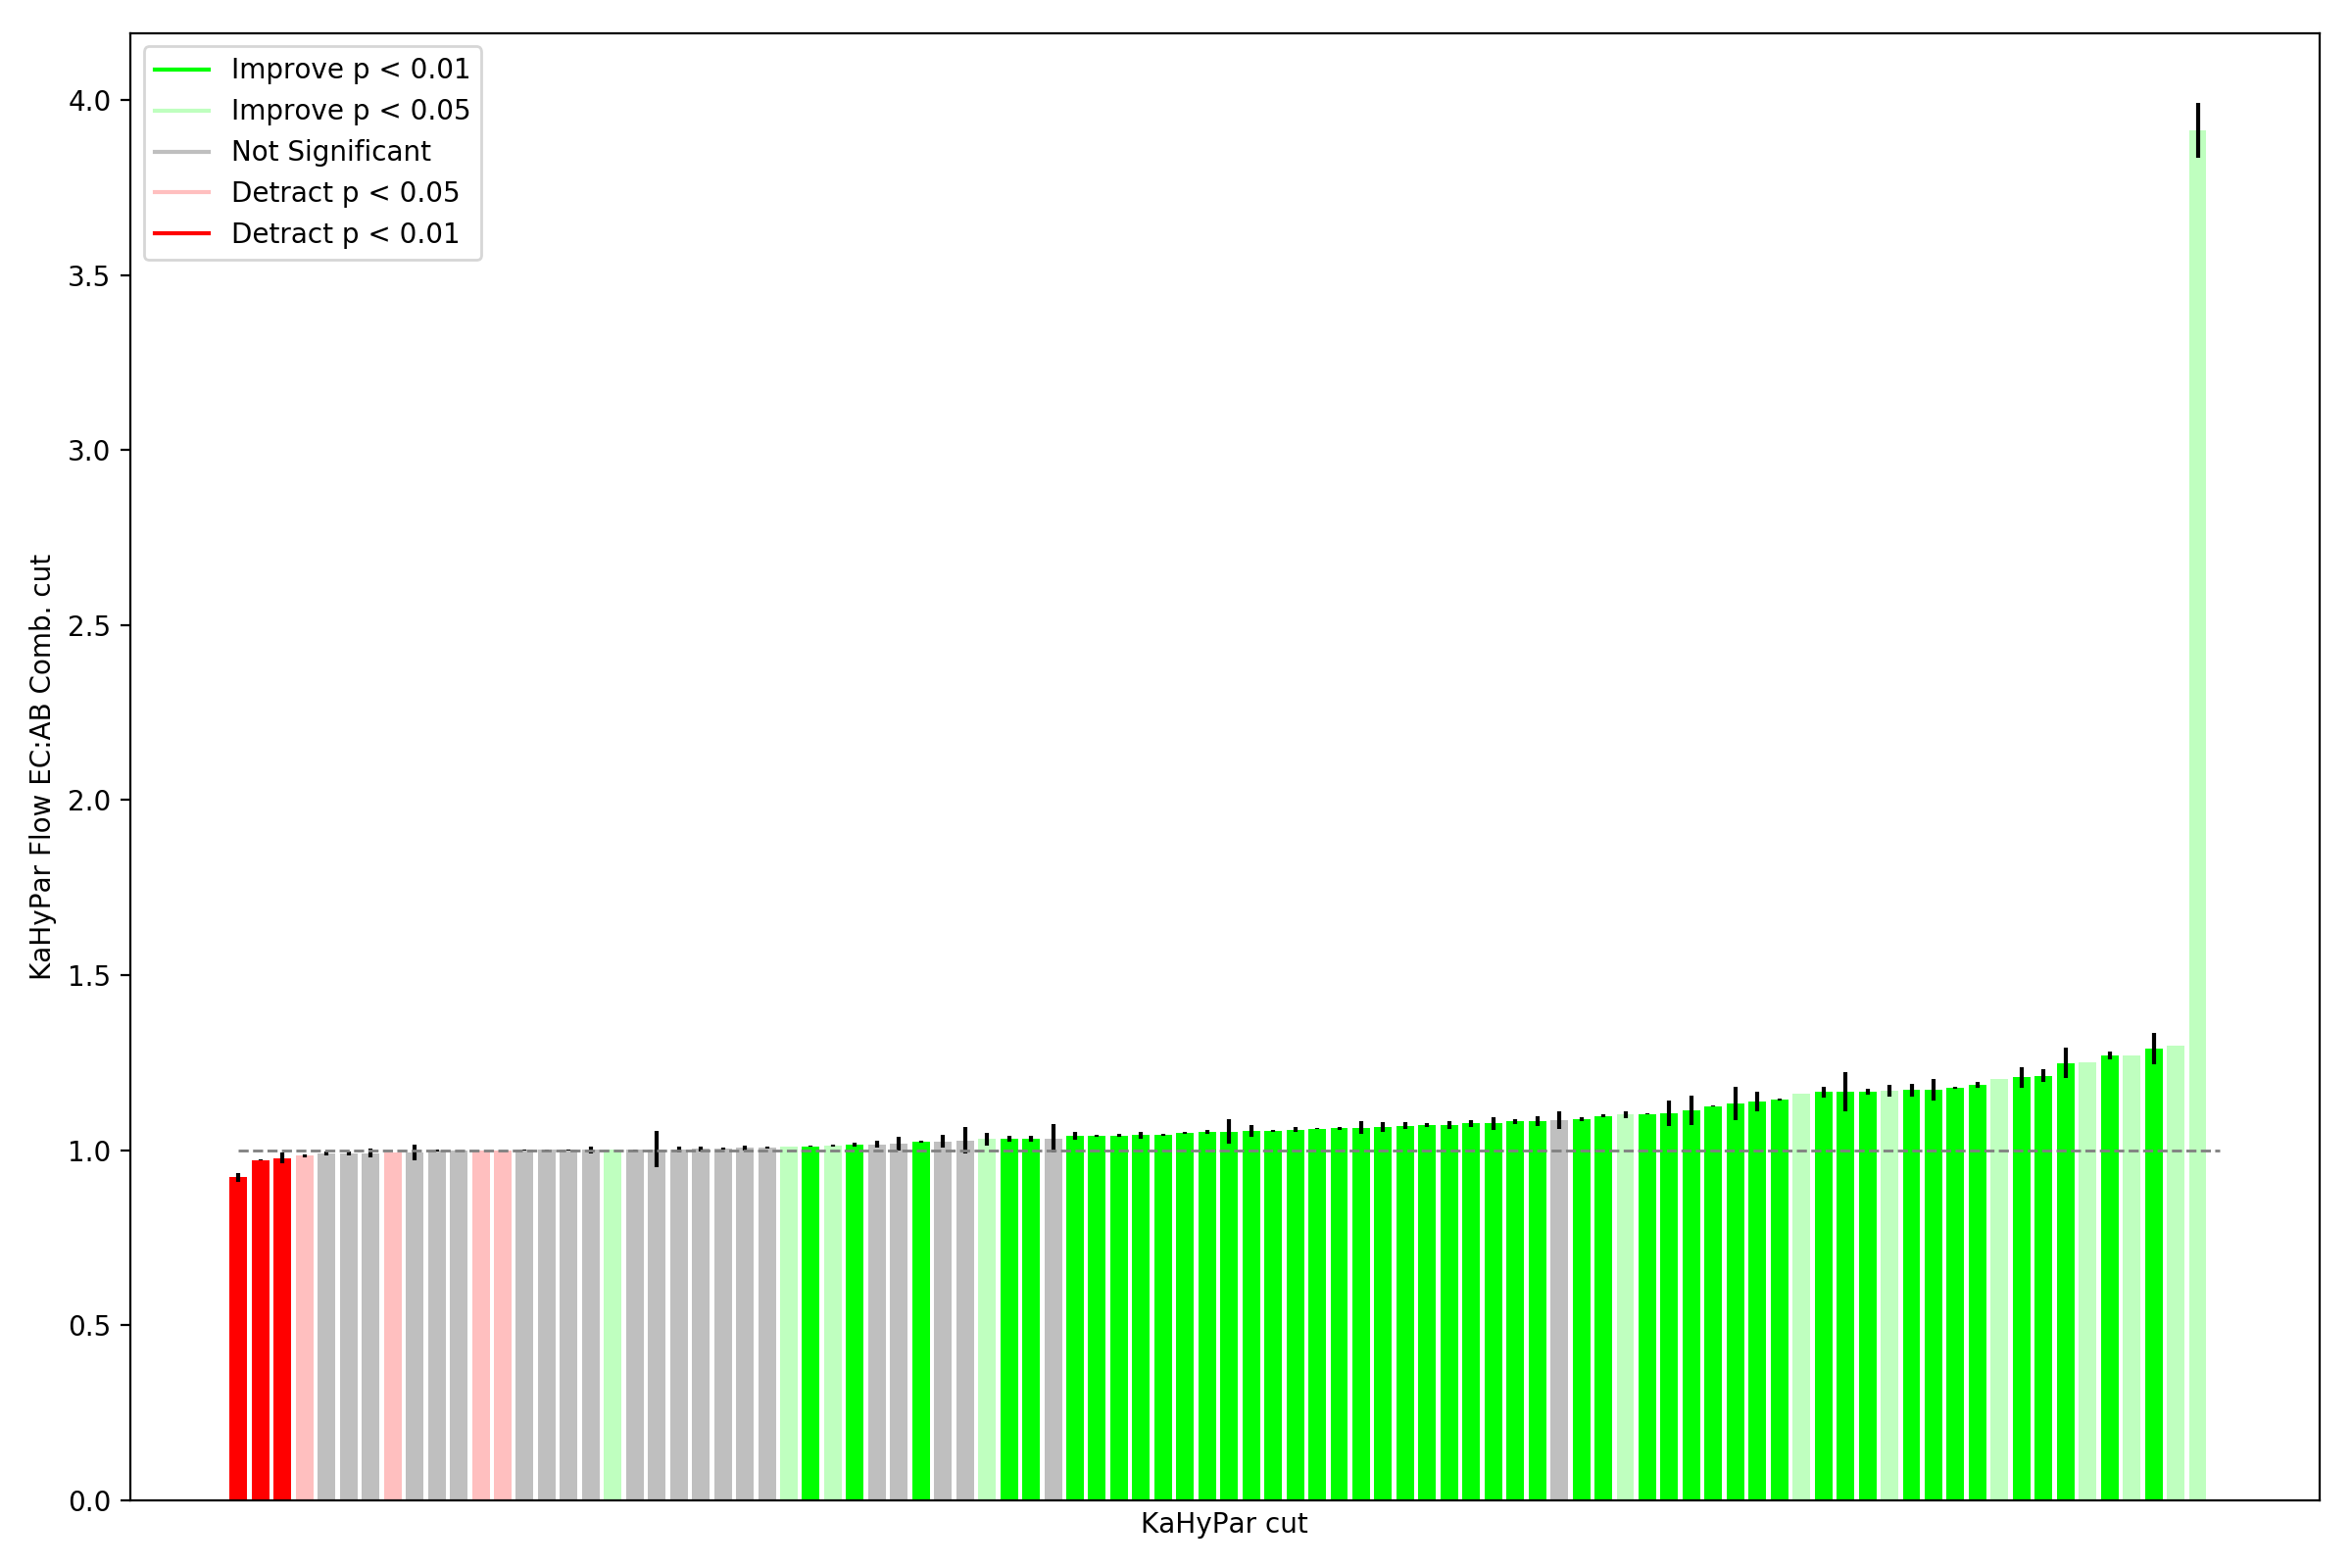 Improve p < 0.01
Improve p < 0.05
Not Significant
Detract p < 0.05
Detract p < 0.01
4.0
3.5
3.0
2.5
2.0
1.5
1.0
0.5
0.0
KaHyPar Flow EC:AB Comb. cut
KaHyPar cut